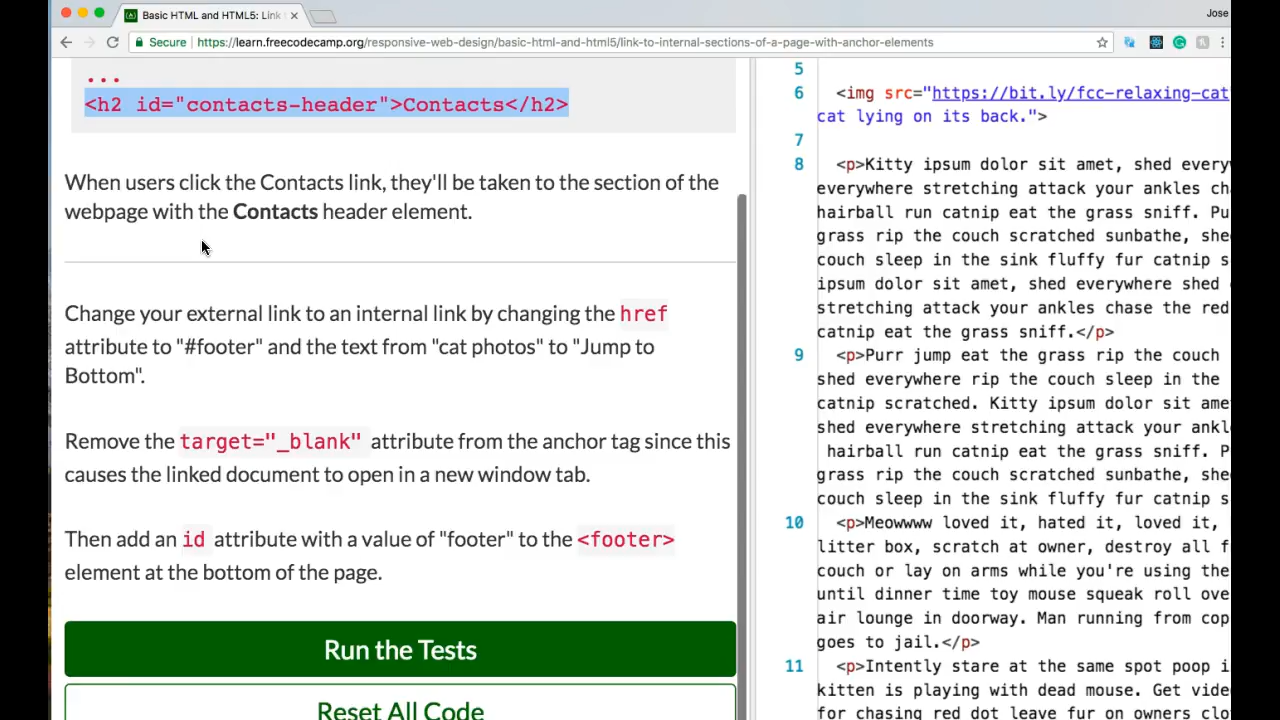 Basic HTML and HTML5: Link
Jose
Secure
https://learn.freecodecamp.org/responsive-web-design/basic-html-and-html5/link-to-internal-sections-of-a-page-with-anchor-elements
...
<h2 id="contacts-header">Contacts</h2>
When users click the Contacts link, they'll be taken to the section of the
webpage with the Contacts header element.
Change your external link to an internal link by changing the href
attribute to "#footer" and the text from "cat photos" to "Jump to
Bottom".
Remove the target="_blank" attribute from the anchor tag since this
causes the linked document to open in a new window tab.
Then add an id attribute with a value of "footer" to the <footer>
element at the bottom of the page.
Run the Tests
Reset All Code
5
6 <img src="https://bit.ly/fcc-relaxing-cat
cat lying on its back.">
7
8 <p>Kitty ipsum dolor sit amet, shed every
everywhere stretching attack your ankles ch
hairball run catnip eat the grass sniff. Pu
grass rip the couch scratched sunbathe, she
couch sleep in the sink fluffy fur catnip s
ipsum dolor sit amet, shed everywhere shed
stretching attack your ankles chase the red
catnip eat the grass sniff.</p>
9 <p>Purr jump eat the grass rip the couch
shed everywhere rip the couch sleep in the
catnip scratched. Kitty ipsum dolor sit ame
shed everywhere stretching attack your ankl
hairball run catnip eat the grass sniff. P
grass rip the couch scratched sunbathe, she
couch sleep in the sink fluffy fur catnip s
10 <p>Meowwww loved it, hated it, loved it,
litter box, scratch at owner, destroy all f
couch or lay on arms while you're using the
until dinner time toy mouse squeak roll ove
air lounge in doorway. Man running from cop
goes to jail.</p>
11 <p>Intently stare at the same spot poop i
kitten is playing with dead mouse. Get vide
for chasing red dot leave fur on owners clo